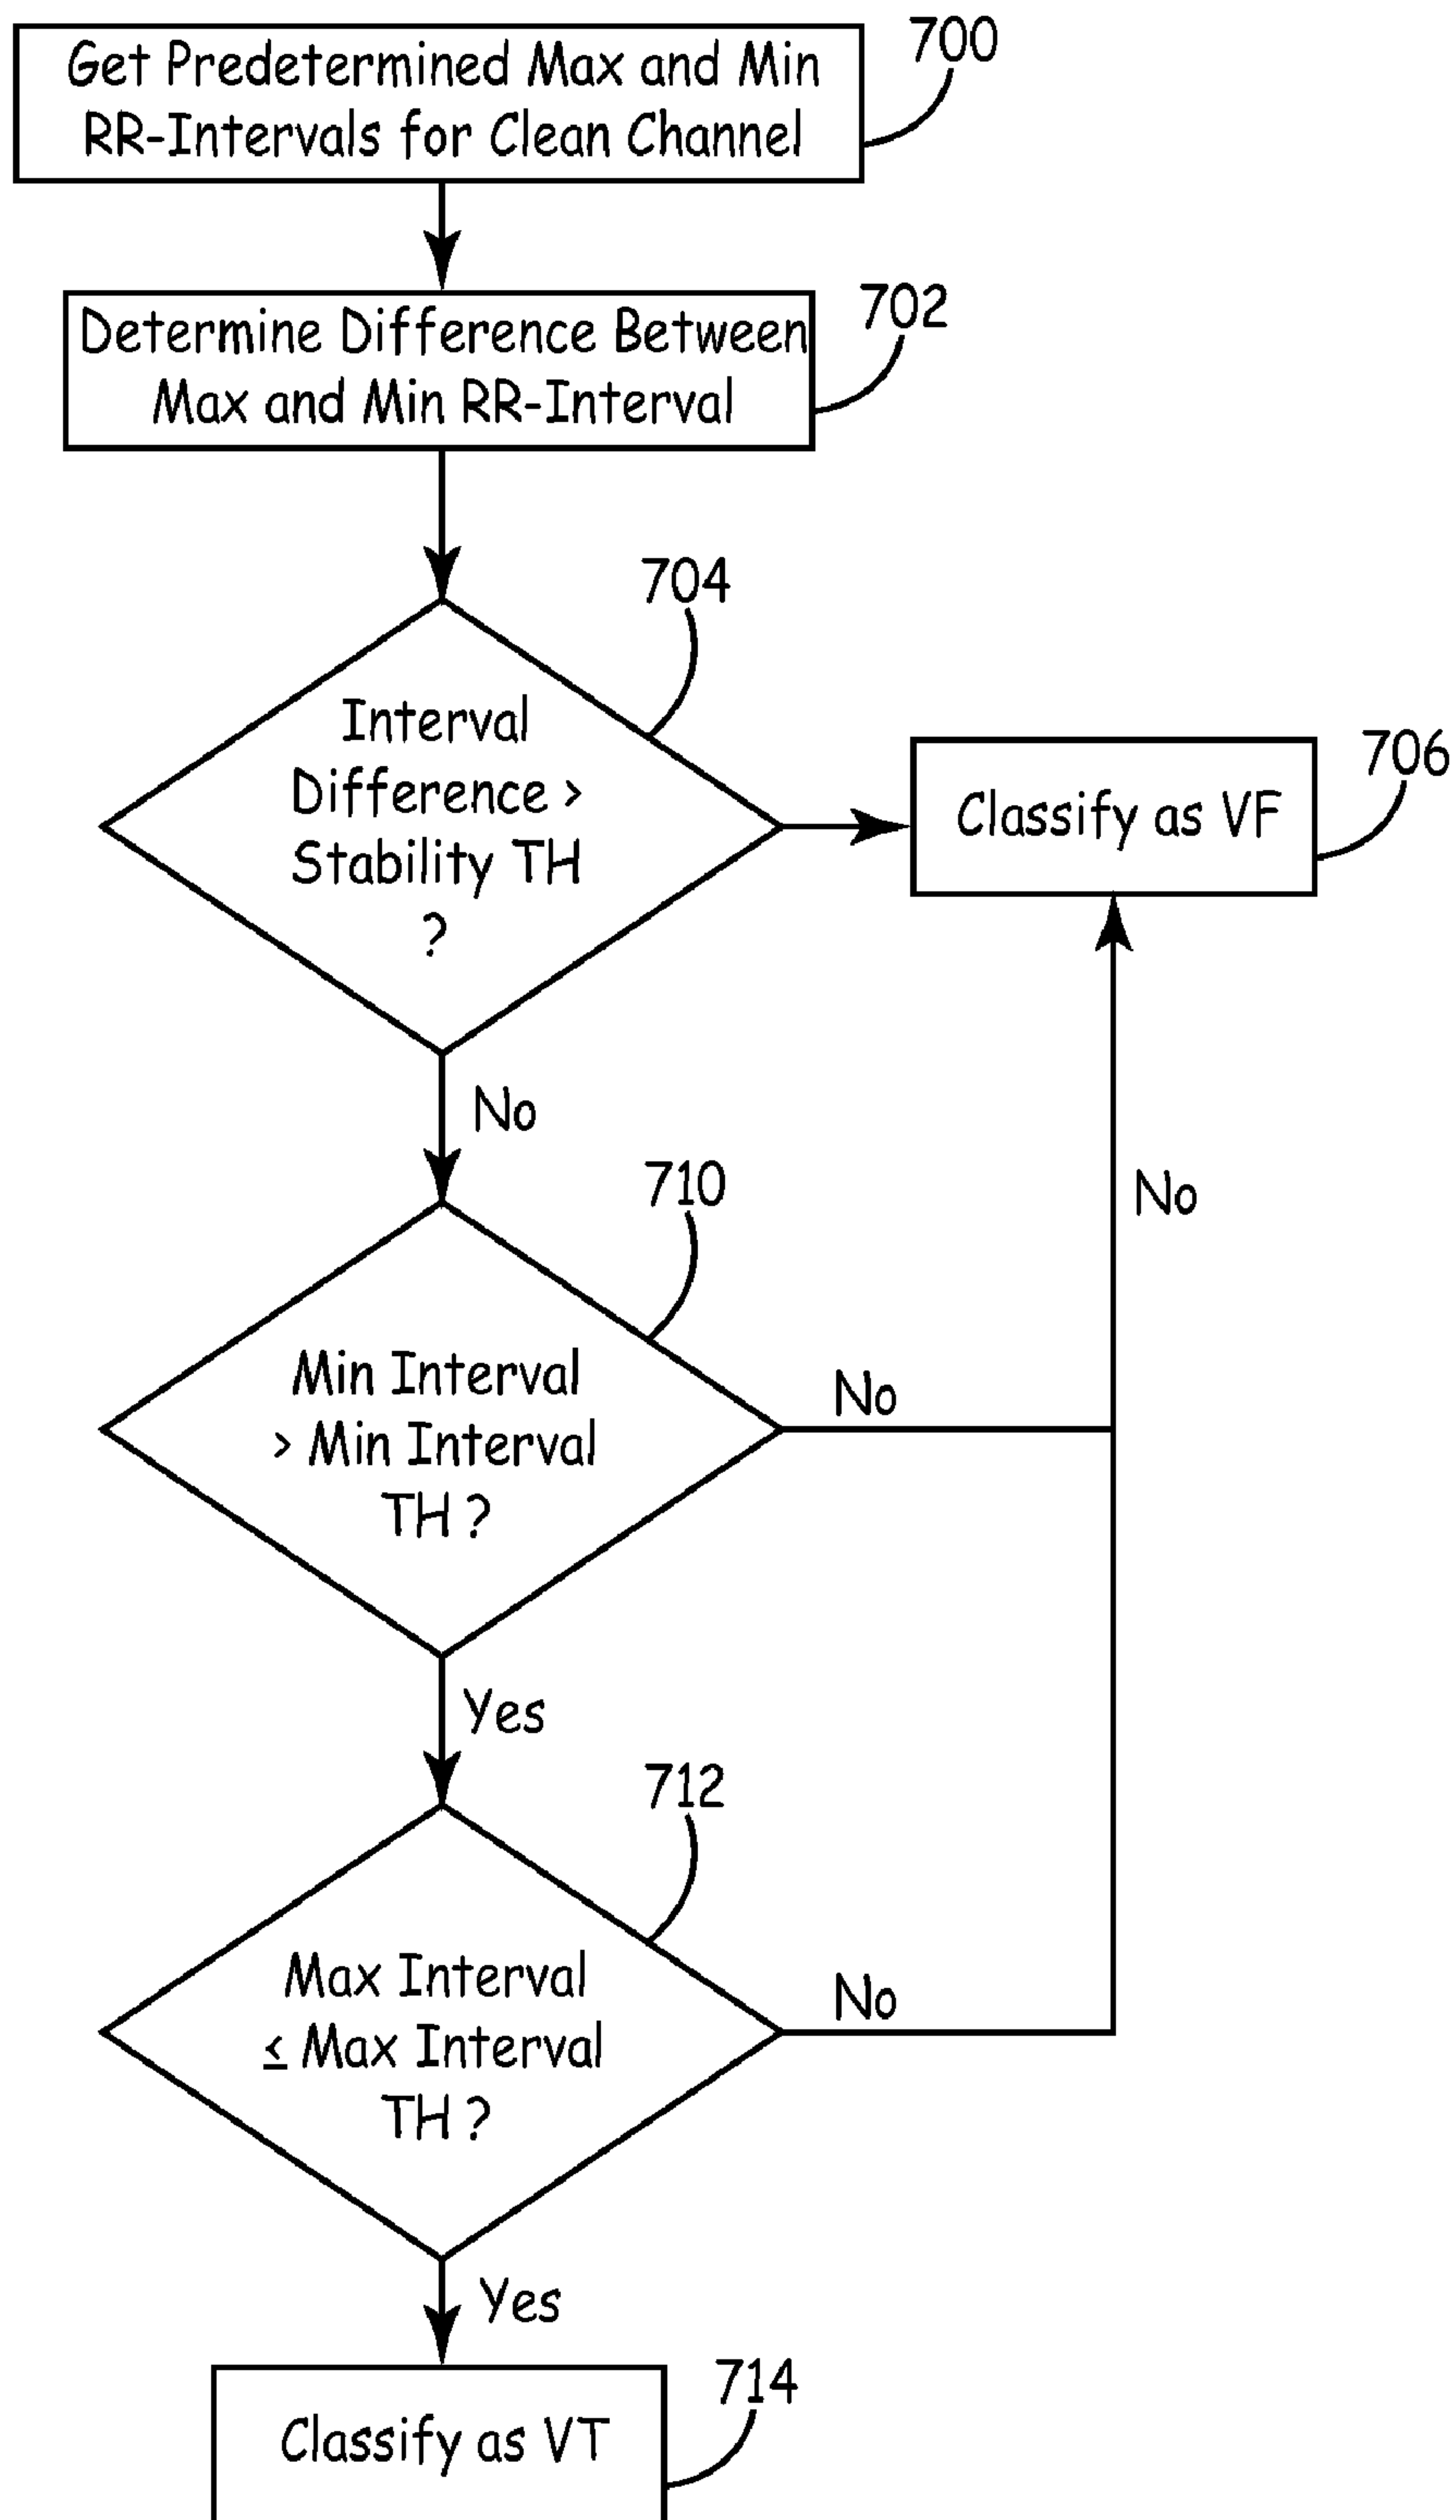 700
Get Predetermined Max and Min
RR-Intervals for Clean Channel
702
Determine Difference Between
Max and Min RR-Interval
704
Interval
Difference >
Stability TH
?
706
Classify as VF
No
710
No
Min Interval
> Min Interval
TH ?
No
Yes
712
Max Interval
≤ Max Interval
TH ?
No
Yes
714
Classify as VT